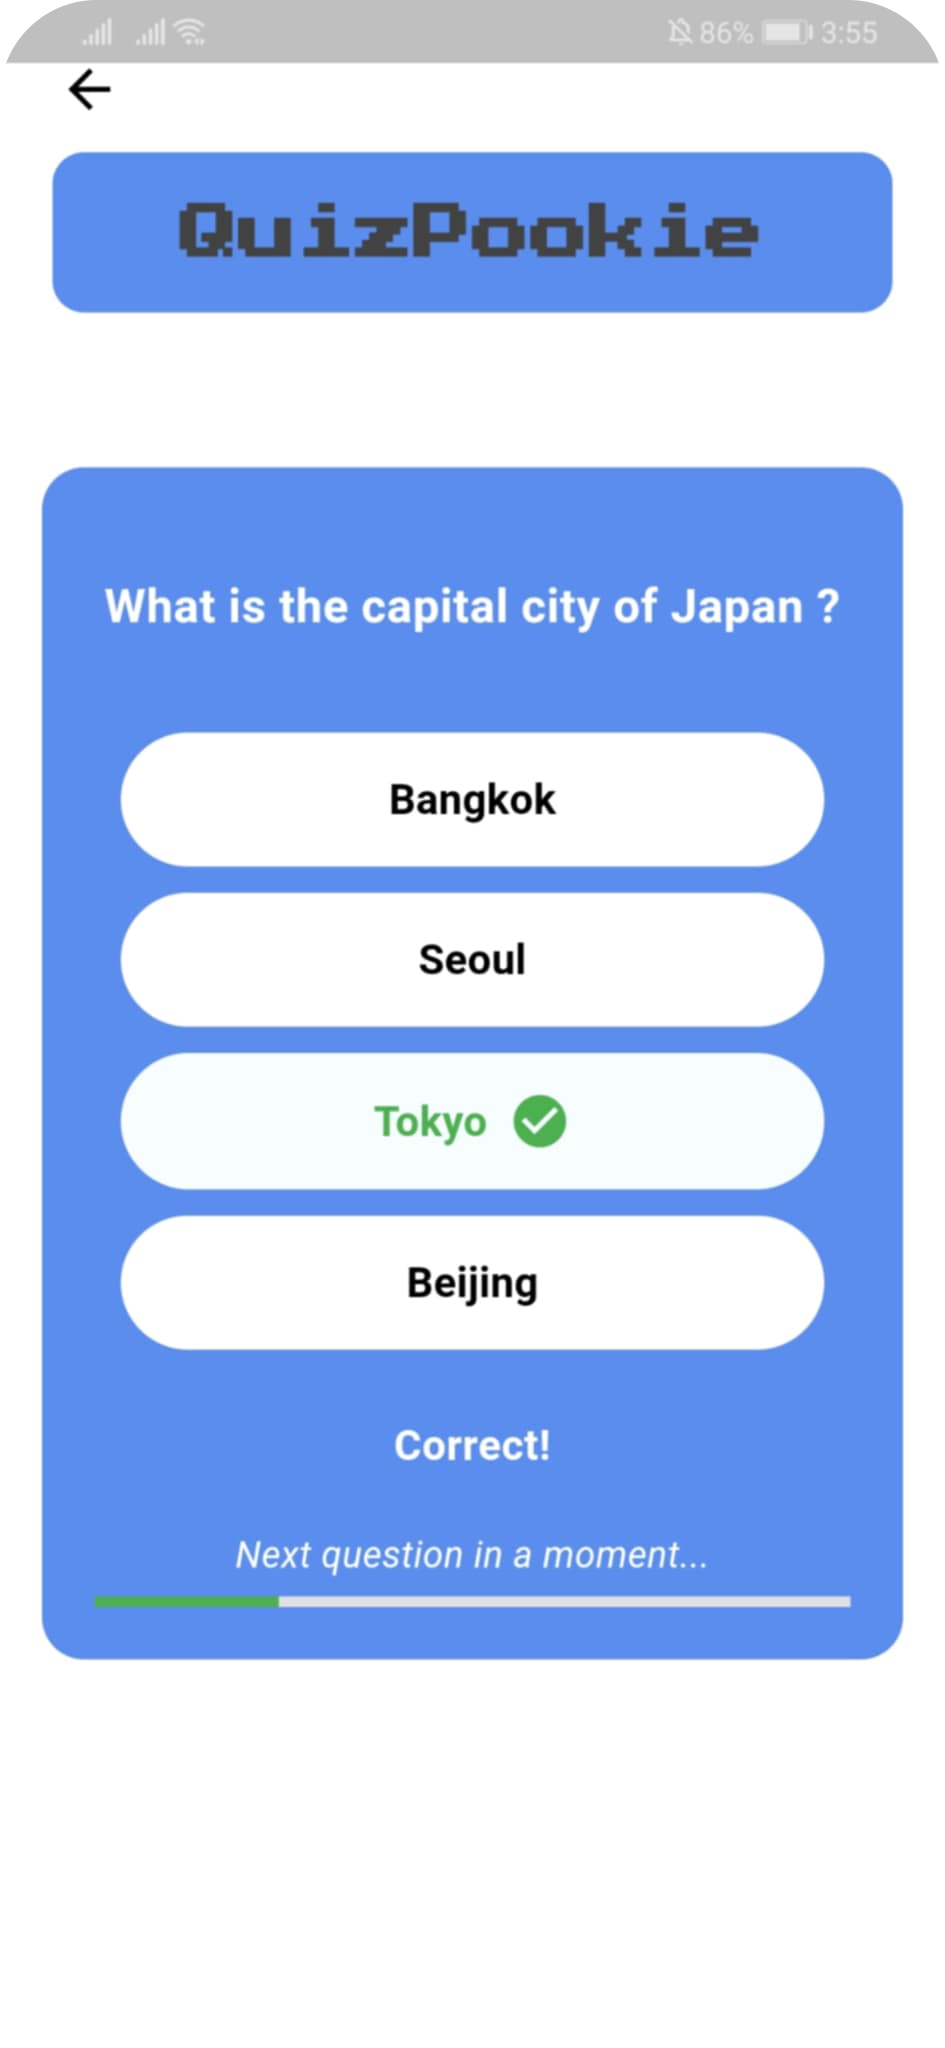 86% 3:55
QuizPookie
What is the capital city of Japan ?
Bangkok
Seoul
Tokyo
Beijing
Correct!
Next question in a moment...